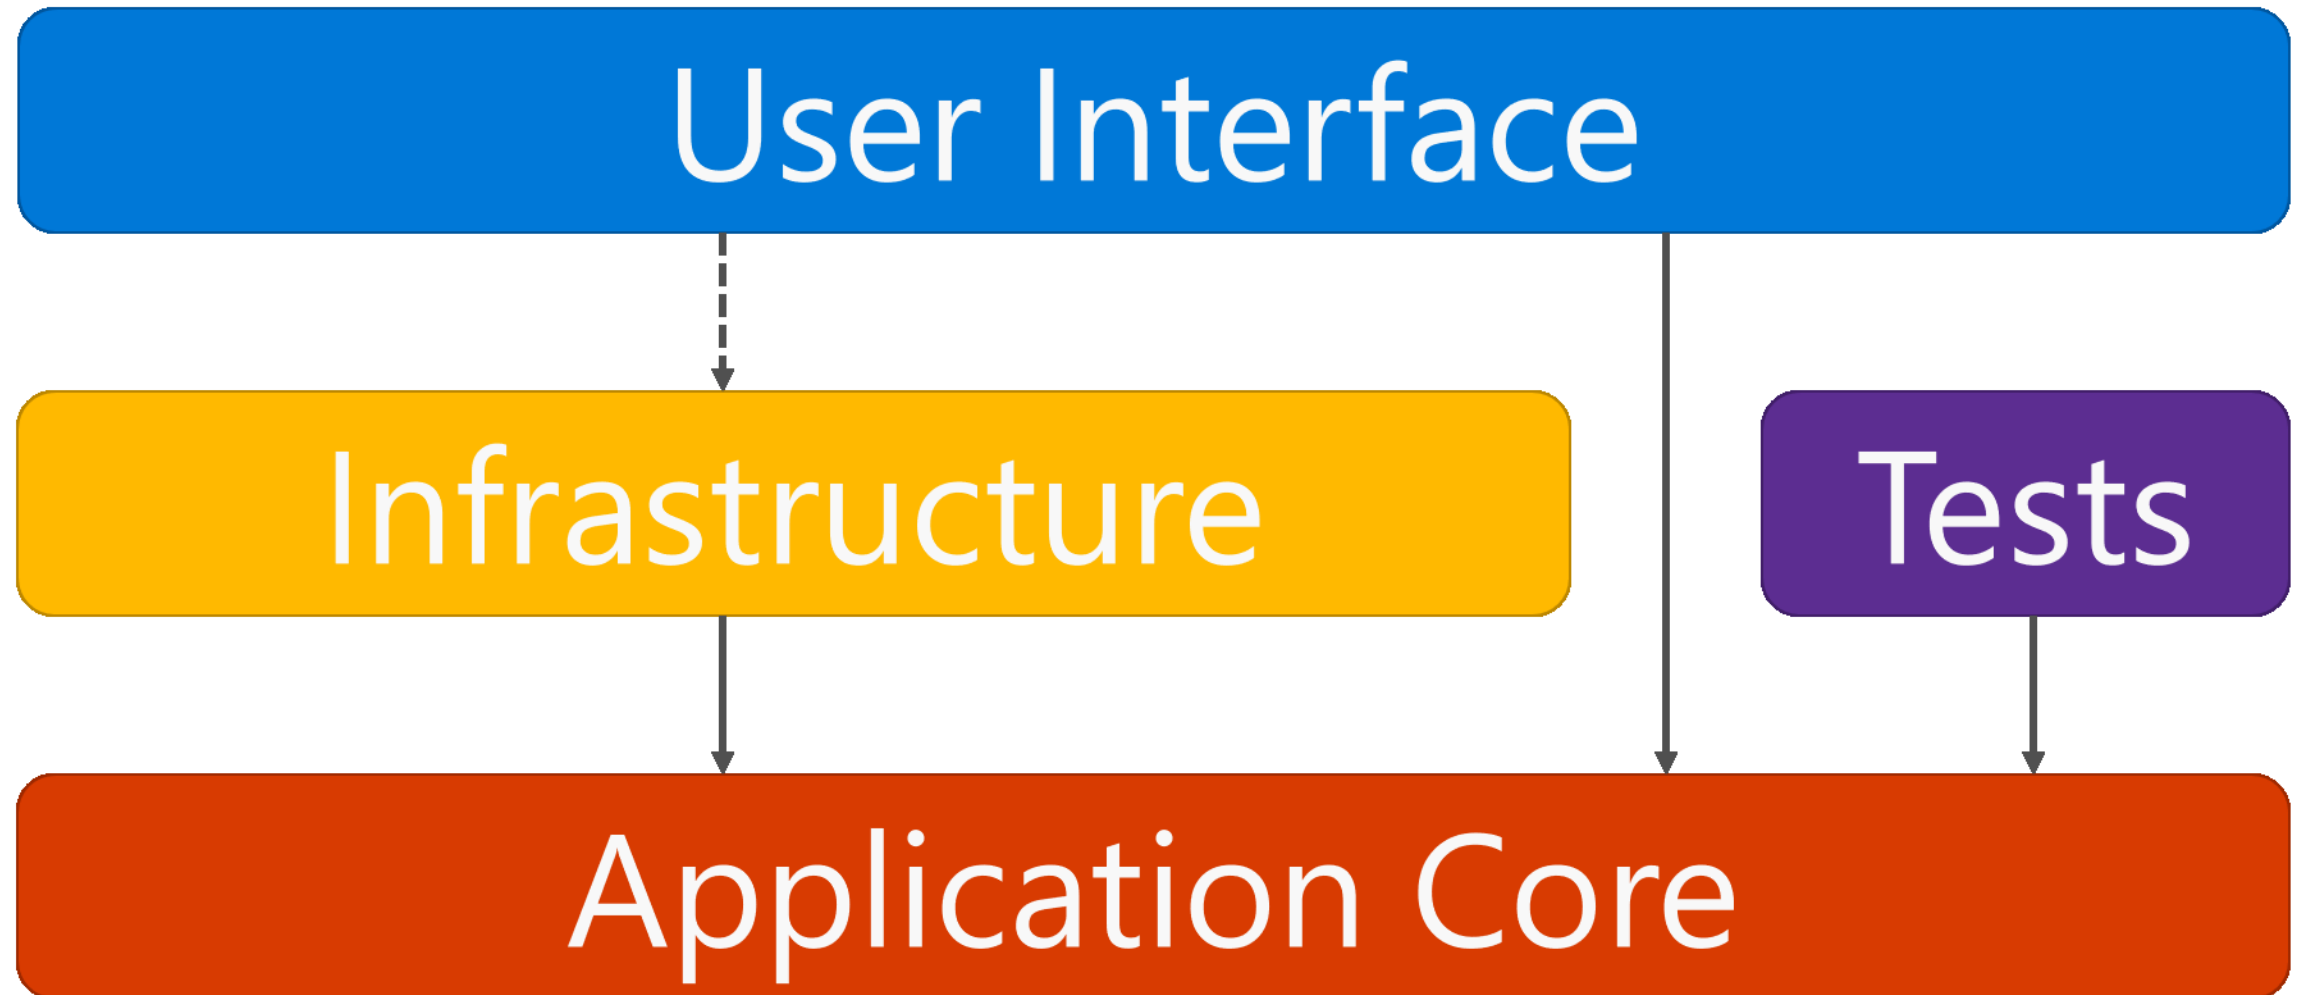 User Interface
Infrastructure
Tests
Application Core